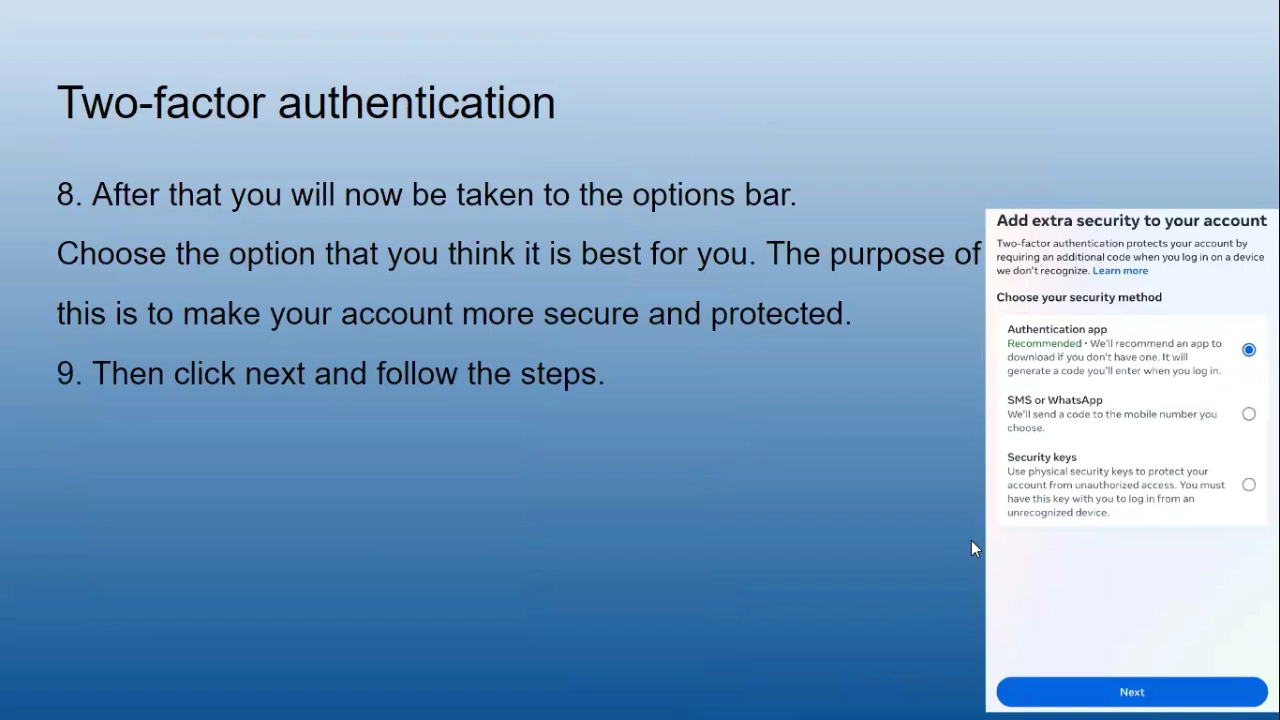 Two-factor authentication
8. After that you will now be taken to the options bar.
Choose the option that you think it is best for you. The purpose of
this is to make your account more secure and protected.
9. Then click next and follow the steps.
Add extra security to your account
Two-factor authentication protects your account by
requiring an additional code when you log in on a device
we don't recognize. Learn more
Choose your security method
Authentication app
Recommended · We'll recommend an app to
download if you don't have one. It will
generate a code you'll enter when you log in.
SMS or WhatsApp
We'll send a code to the mobile number you
choose.
Security keys
Use physical security keys to protect your
account from unauthorized access. You must
have this key with you to log in from an
unrecognized device.
Next